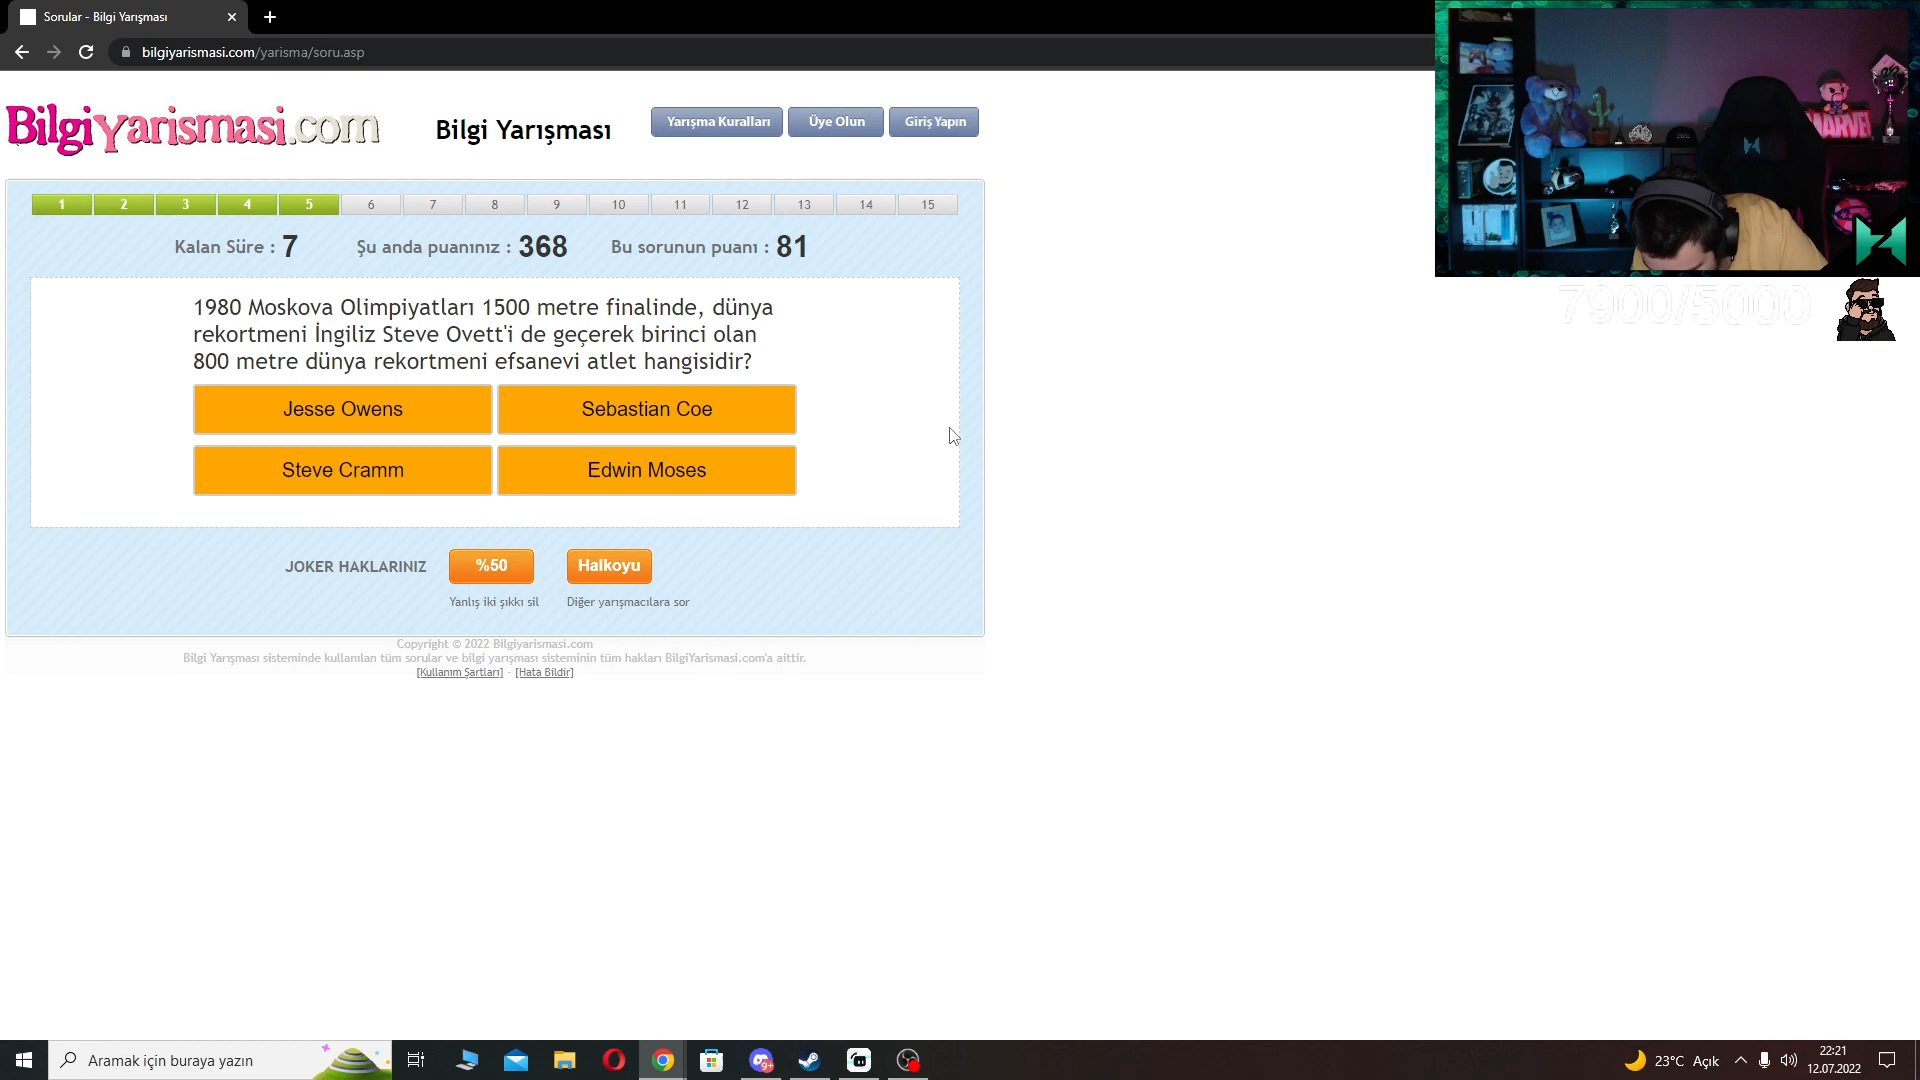 Sorular - Bilgi Yarışması
bilgiyarismasi.com/yarisma/soru.asp
Bilgiyarismasi.com
Bilgi Yarışması
Yarışma Kuralları
Üye Olun
Giriş Yapın
1 2 3 4 5 6 7 8 9 10 11 12 13 14 15
Kalan Süre : 7 Şu anda puanınız : 368 Bu sorunun puanı : 81
1980 Moskova Olimpiyatları 1500 metre finalinde, dünya
rekortmeni İngiliz Steve Ovett'i de geçerek birinci olan
800 metre dünya rekortmeni efsanevi atlet hangisidir?
Jesse Owens
Sebastian Coe
Steve Cramm
Edwin Moses
JOKER HAKLARINIZ
%50
Halkoyu
Yanlış iki şıkkı sil
Diğer yarışmacılara sor
Copyright © 2022 Bilgiyarismasi.com
Bilgi Yarışması sisteminde kullanılan tüm sorular ve bilgi yarışması sisteminin tüm hakları BilgiYarismasi.com'a aittir.
[Kullanım Şartları] - [Hata Bildir]
MARVEL
7900/5000
Aramak için buraya yazın
9+
23°C Açık
22:21
12.07.2022